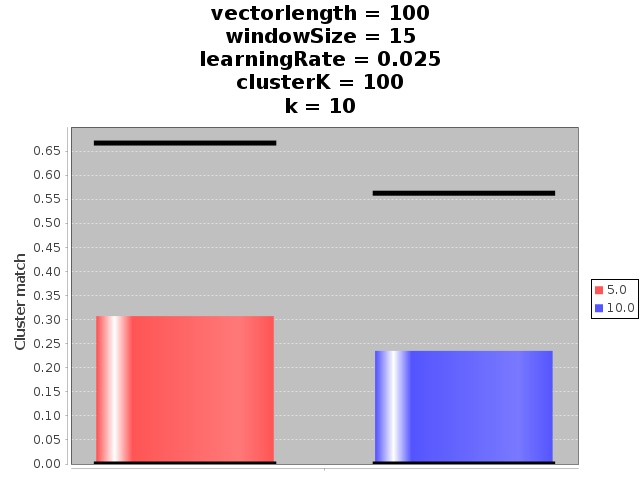 vectorlength = 100
windowSize = 15
learningRate = 0.025
clusterK = 100
k = 10
Cluster match
0.65
0.60
0.55
0.50
0.45
0.40
0.35
0.30
0.25
0.20
0.15
0.10
0.05
0.00
5.0
10.0